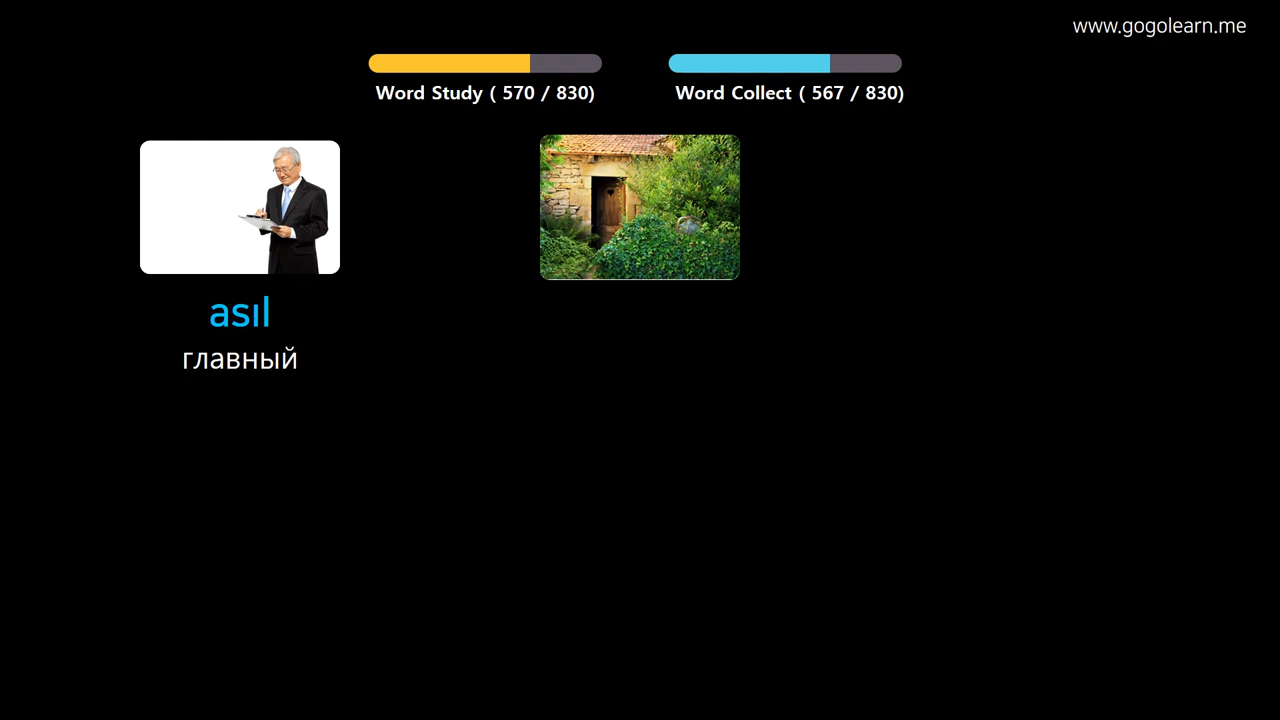 www.gogolearn.me
Word Study ( 570 / 830)
Word Collect ( 567 / 830)
asıl
главный